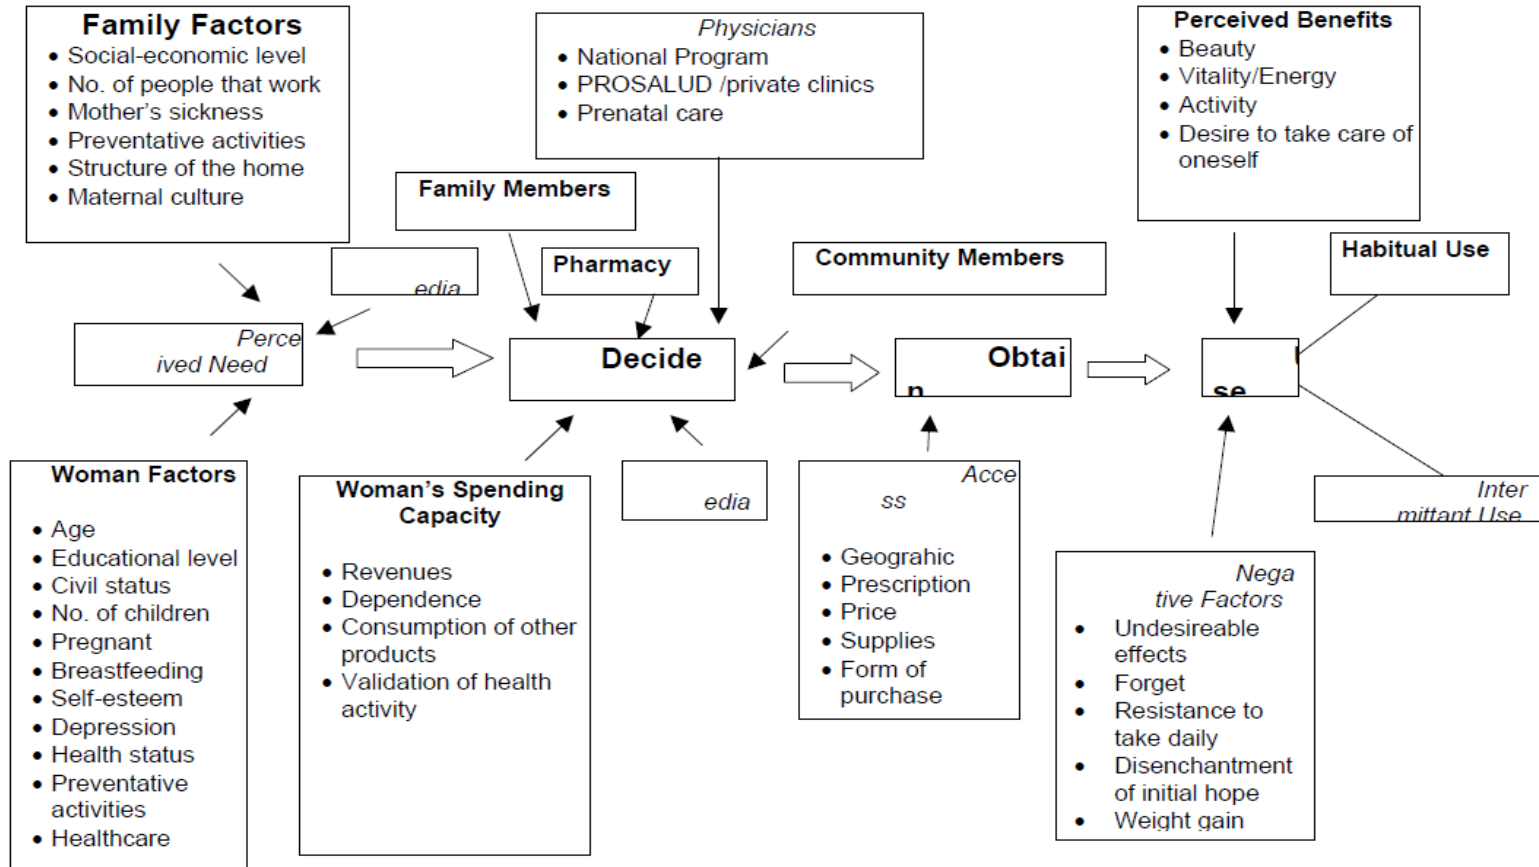 Family Factors
• Social-economic level
• No. of people that work
• Mother's sickness
• Preventative activities
• Structure of the home
• Maternal culture
Physicians
• National Program
• PROSALUD /private clinics
• Prenatal care
Perceived Benefits
• Beauty
• Vitality/Energy
• Activity
• Desire to take care of
oneself
Family Members
Pharmacy
Community Members
Habitual Use
edia
Perce
ived Need
Decide
Obtai
n
se
Woman Factors
• Age
• Educational level
• Civil status
• No. of children
• Pregnant
• Breastfeeding
• Self-esteem
• Depression
• Health status
• Preventative
activities
• Healthcare
Woman's Spending
Capacity
• Revenues
• Dependence
• Consumption of other
products
• Validation of health
activity
edia
Acce
ss
• Geograhic
• Prescription
• Price
• Supplies
• Form of
purchase
Inter
mittant Use
Nega
tive Factors
• Undesireable
effects
• Forget
• Resistance to
take daily
• Disenchantment
of initial hope
• Weight gain